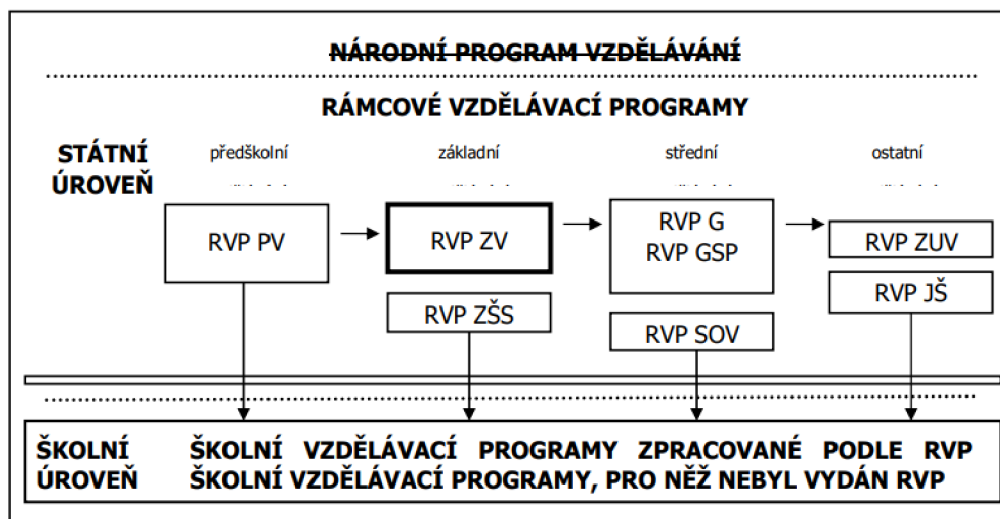 NÁRODNÍ PROGRAM VZDĚLÁVÁNÍ
RÁMCOVÉ VZDĚLÁVACÍ PROGRAMY
STÁTNÍ ÚROVEŇ
předškolní základní střední ostatní
RVP PV
RVP ZV
RVP G
RVP GSP
RVP ZUV
RVP ZŠS
RVP JŠ
RVP SOV
ŠKOLNÍ ÚROVEŇ
ŠKOLNÍ VZDĚLÁVACÍ PROGRAMY ZPRACOVANÉ PODLE RVP
ŠKOLNÍ VZDĚLÁVACÍ PROGRAMY, PRO NĚŽ NEBYL VYDÁN RVP